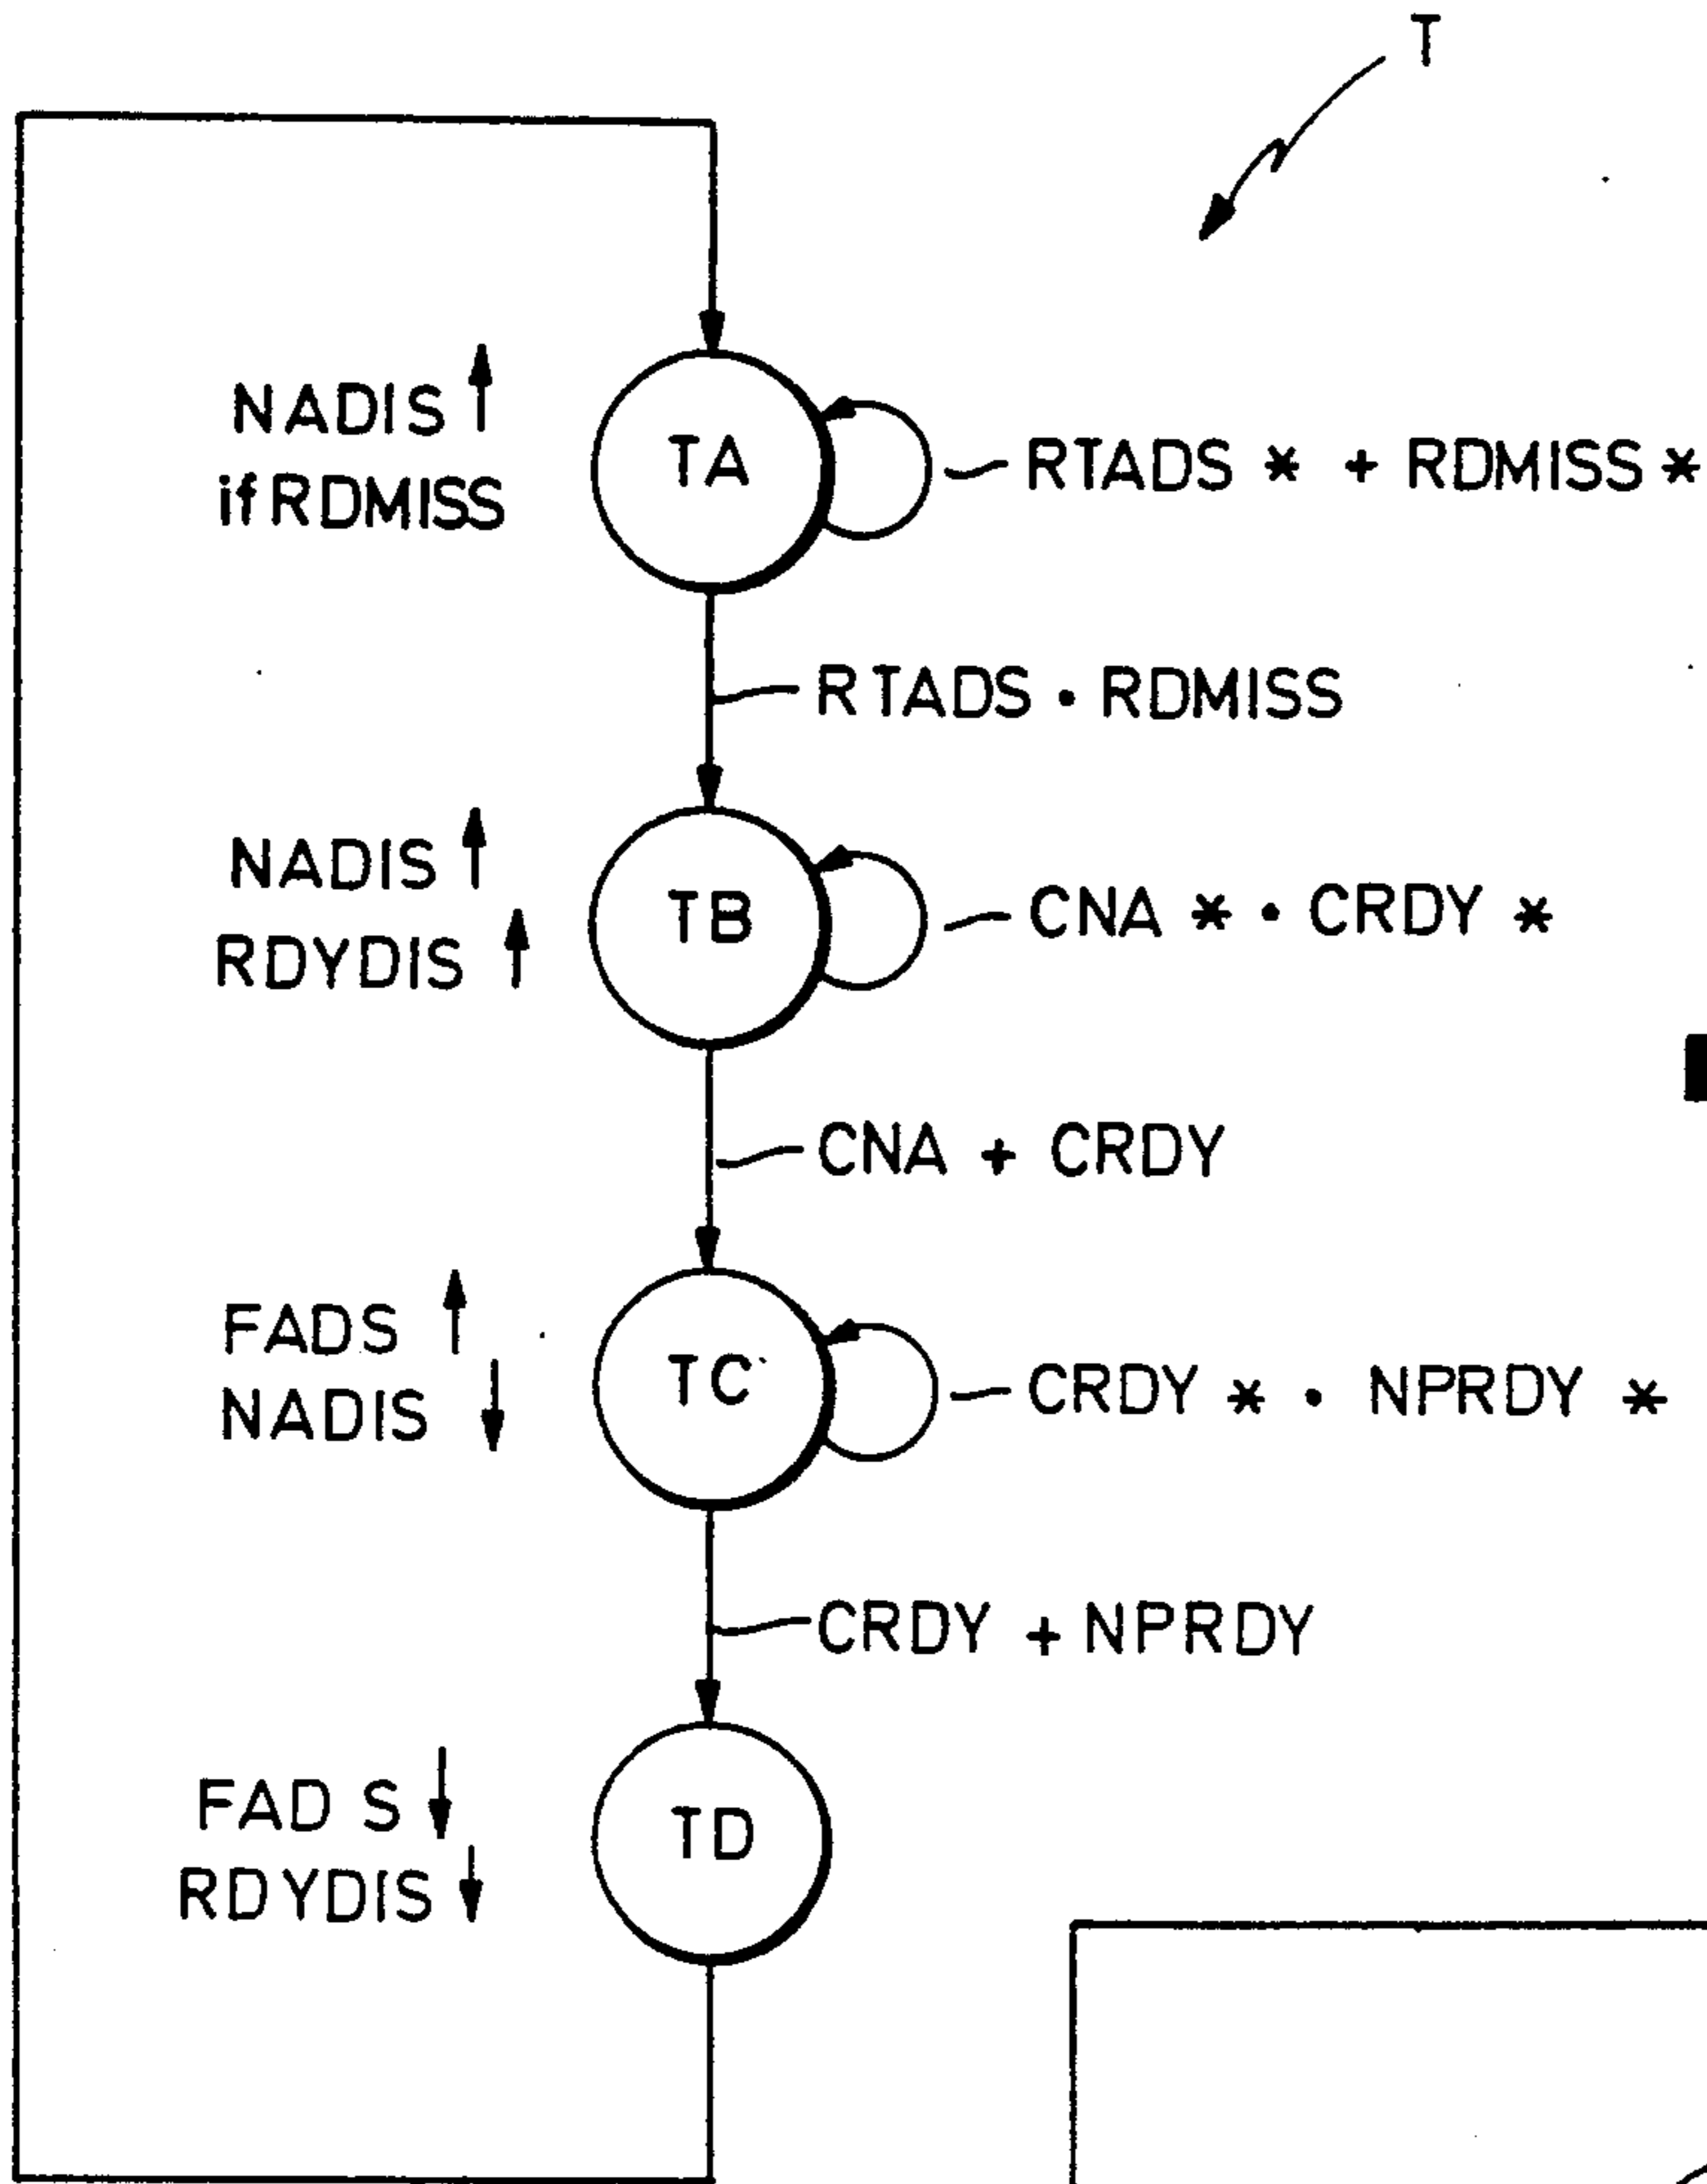 T
NADIS ↑
if RDMISS
TA
RTADS * + RDMISS *
RTADS • RDMISS
NADIS ↑
RDYDIS ↑
TB
CNA * • CRDY *
CNA + CRDY
FADS ↑
NADIS ↓
TC
CRDY * • NPRDY *
CRDY + NPRDY
FAD S ↓
RDYDIS ↓
TD